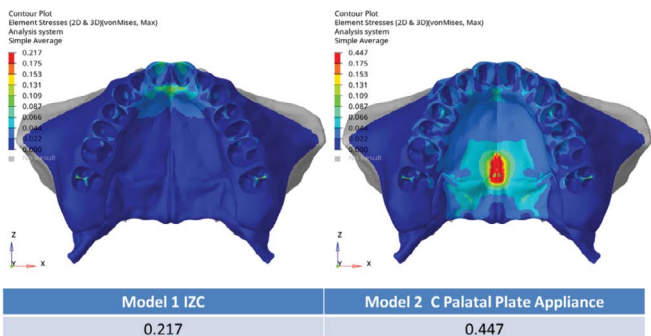 Contour Plot
Element Stresses (2D & 3D)(vonMises, Max)
Analysis system
Simple Average
0.217
0.175
0.153
0.131
0.109
0.087
0.066
0.044
0.022
0.000
No Result
Z
Y
X
Contour Plot
Element Stresses (2D & 3D)(vonMises, Max)
Analysis system
Simple Average
0.447
0.175
0.153
0.131
0.109
0.087
0.066
0.044
0.022
0.000
No Result
Z
Y
X
Model 1 IZC
Model 2 C Palatal Plate Appliance
0.217
0.447